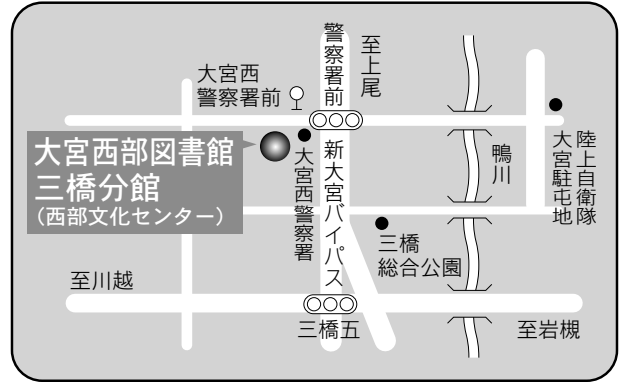 大宮西
警察署前
警察署前
至上尾
大宮西部図書館
三橋分館
（西部文化センター）
大宮西警察署
新大宮バイパス
鴨川
陸上自衛隊
大宮駐屯地
三橋
総合公園
至川越
三橋五
至岩槻